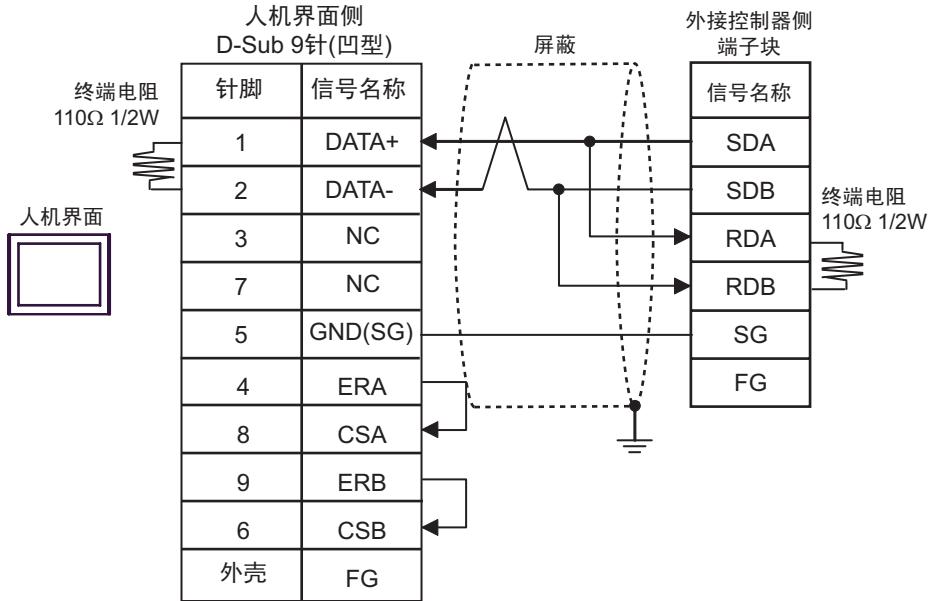 人机界面侧
D-Sub 9针(凹型)
屏蔽
外接控制器侧
端子块
终端电阻
110Ω 1/2W
人机界面
针脚 信号名称
1 DATA+
2 DATA-
3 NC
7 NC
5 GND(SG)
4 ERA
8 CSA
9 ERB
6 CSB
外壳 FG
信号名称
SDA
SDB
RDA
RDB
SG
FG
终端电阻
110Ω 1/2W